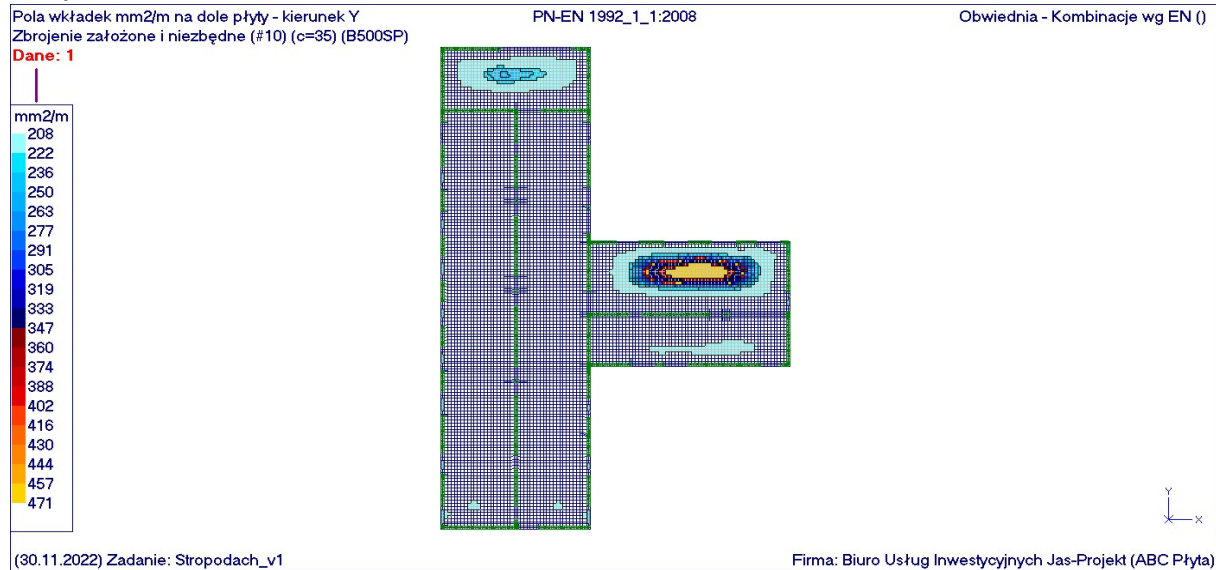 Pola wkładek mm2/m na dole płyty - kierunek Y
PN-EN 1992_1_1:2008
Obwiednia - Kombinacje wg EN ()
Zbrojenie założone i niezbędne (#10) (c=35) (B500SP)
Dane: 1
mm2/m
208
222
236
250
263
277
291
305
319
333
347
360
374
388
402
416
430
444
457
471
Y
X
(30.11.2022) Zadanie: Stropodach_v1
Firma: Biuro Usług Inwestycyjnych Jas-Projekt (ABC Płyta)